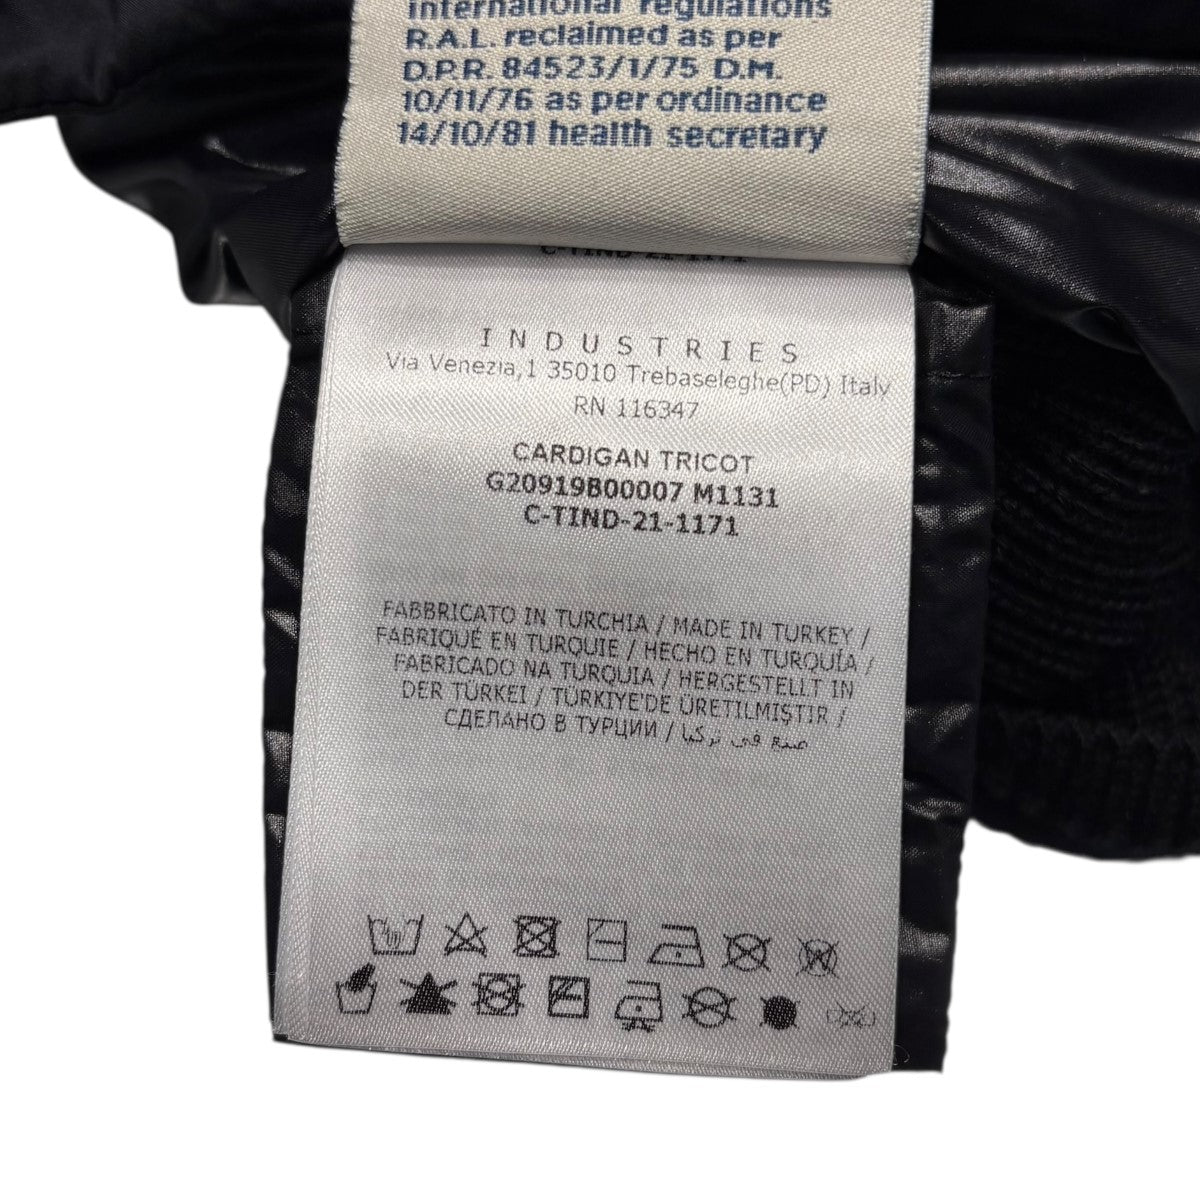 international regulations
R.A.L. reclaimed as per
D.P.R. 84523/1/75 D.M.
10/11/76 as per ordinance
14/10/81 health secretary
C-TIND-21-1171
INDUSTRIES
Via Venezia,1 35010 Trebaseleghe(PD) Italy
RN 116347
CARDIGAN TRICOT
G20919B00007 M1131
C-TIND-21-1171
FABBRICATO IN TURCHIA / MADE IN TURKEY /
FABRIQUÉ EN TURQUIE / HECHO EN TURQUÍA /
FABRICADO NA TURQUIA / HERGESTELLT IN
DER TÜRKEI / TÜRKIYE'DE ÜRETILMIŞTIR /
СДЕЛАНО В ТУРЦИИ / صنع في تركيا